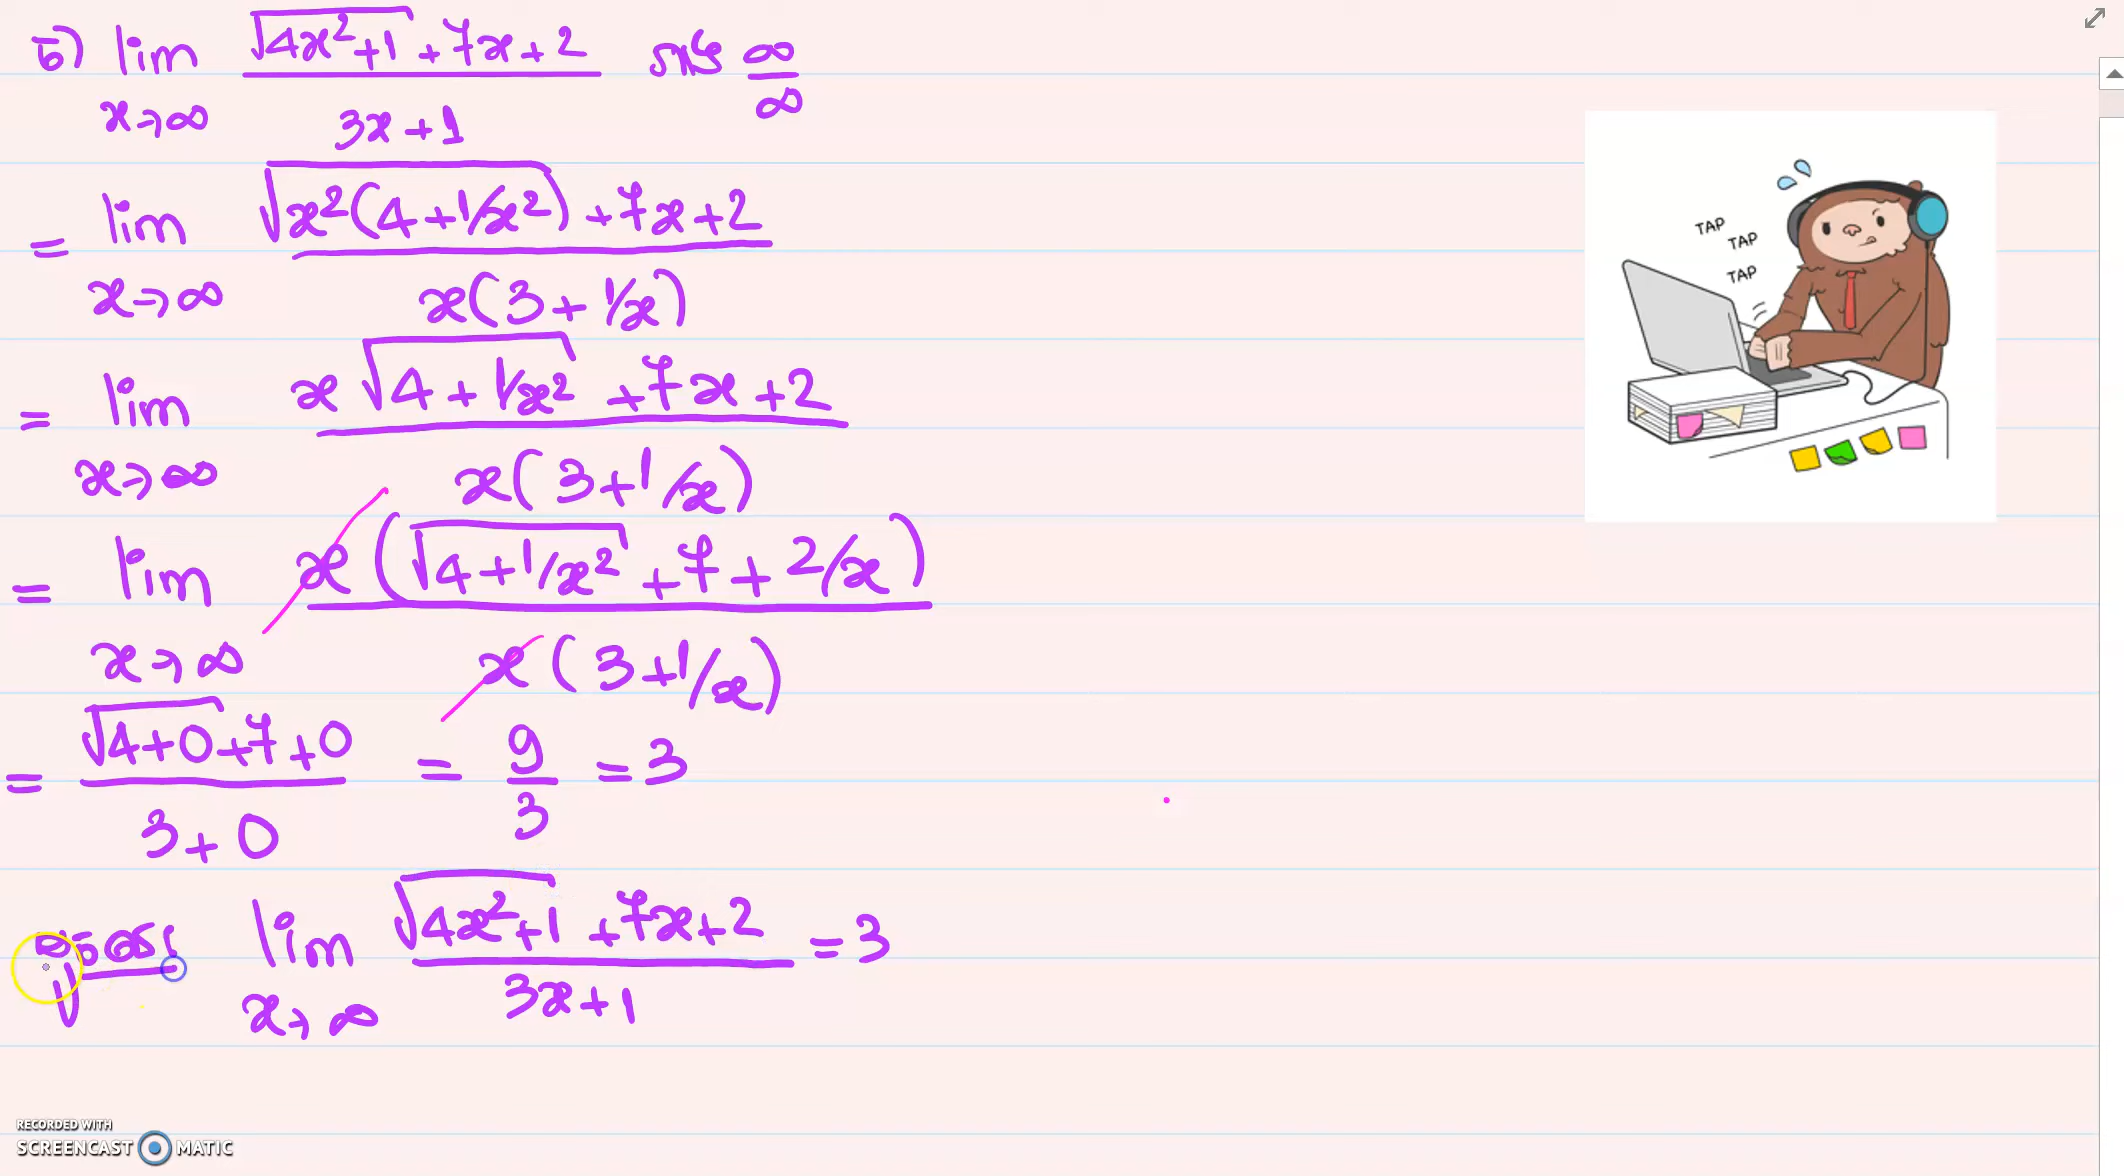 5) lim x→∞ (√(4x²+1) + 7x + 2)/(3x+1) ∞/∞
= lim x→∞ (√(x²(4+1/x²)) + 7x + 2)/(x(3+1/x))
= lim x→∞ (x√(4+1/x²) + 7x + 2)/(x(3+1/x))
= lim x→∞ (x(√(4+1/x²) + 7 + 2/x))/(x(3+1/x))
= (√(4+0) + 7 + 0)/(3+0) = 9/3 = 3
lim x→∞ (√(4x²+1) + 7x + 2)/(3x+1) = 3
TAP
TAP
TAP
RECORDED WITH
SCREENCAST MATIC